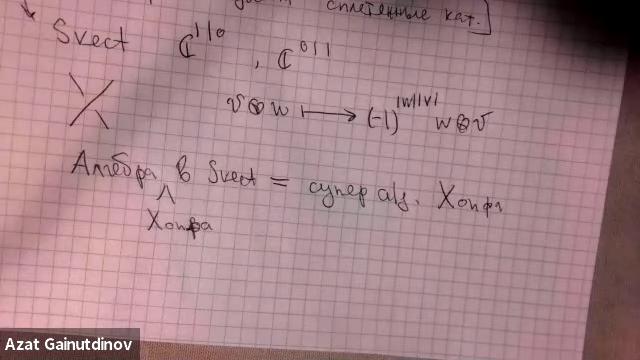 сплетенные кат.]
Svect ℂ^{1|0} , ℂ^{0|1}
v⊗w ⟼ (-1)^{|w||v|} w⊗v
Алгебра в Svect = супер alg. Хопфа
Хопфа
Azat Gainutdinov